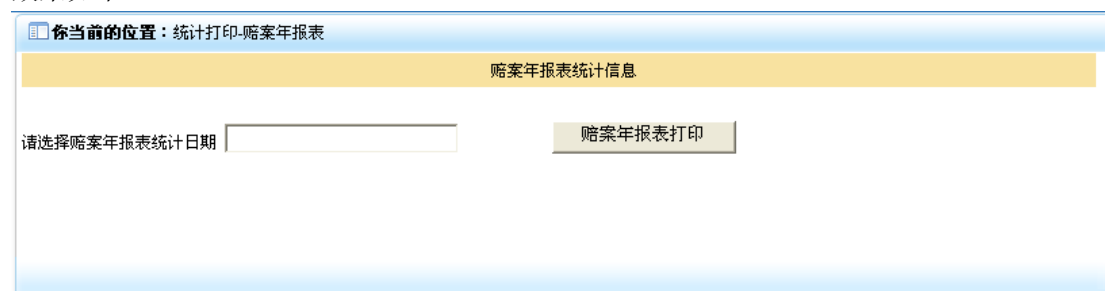 你当前的位置：统计打印-赔案年报表
赔案年报表统计信息
请选择赔案年报表统计日期 赔案年报表打印